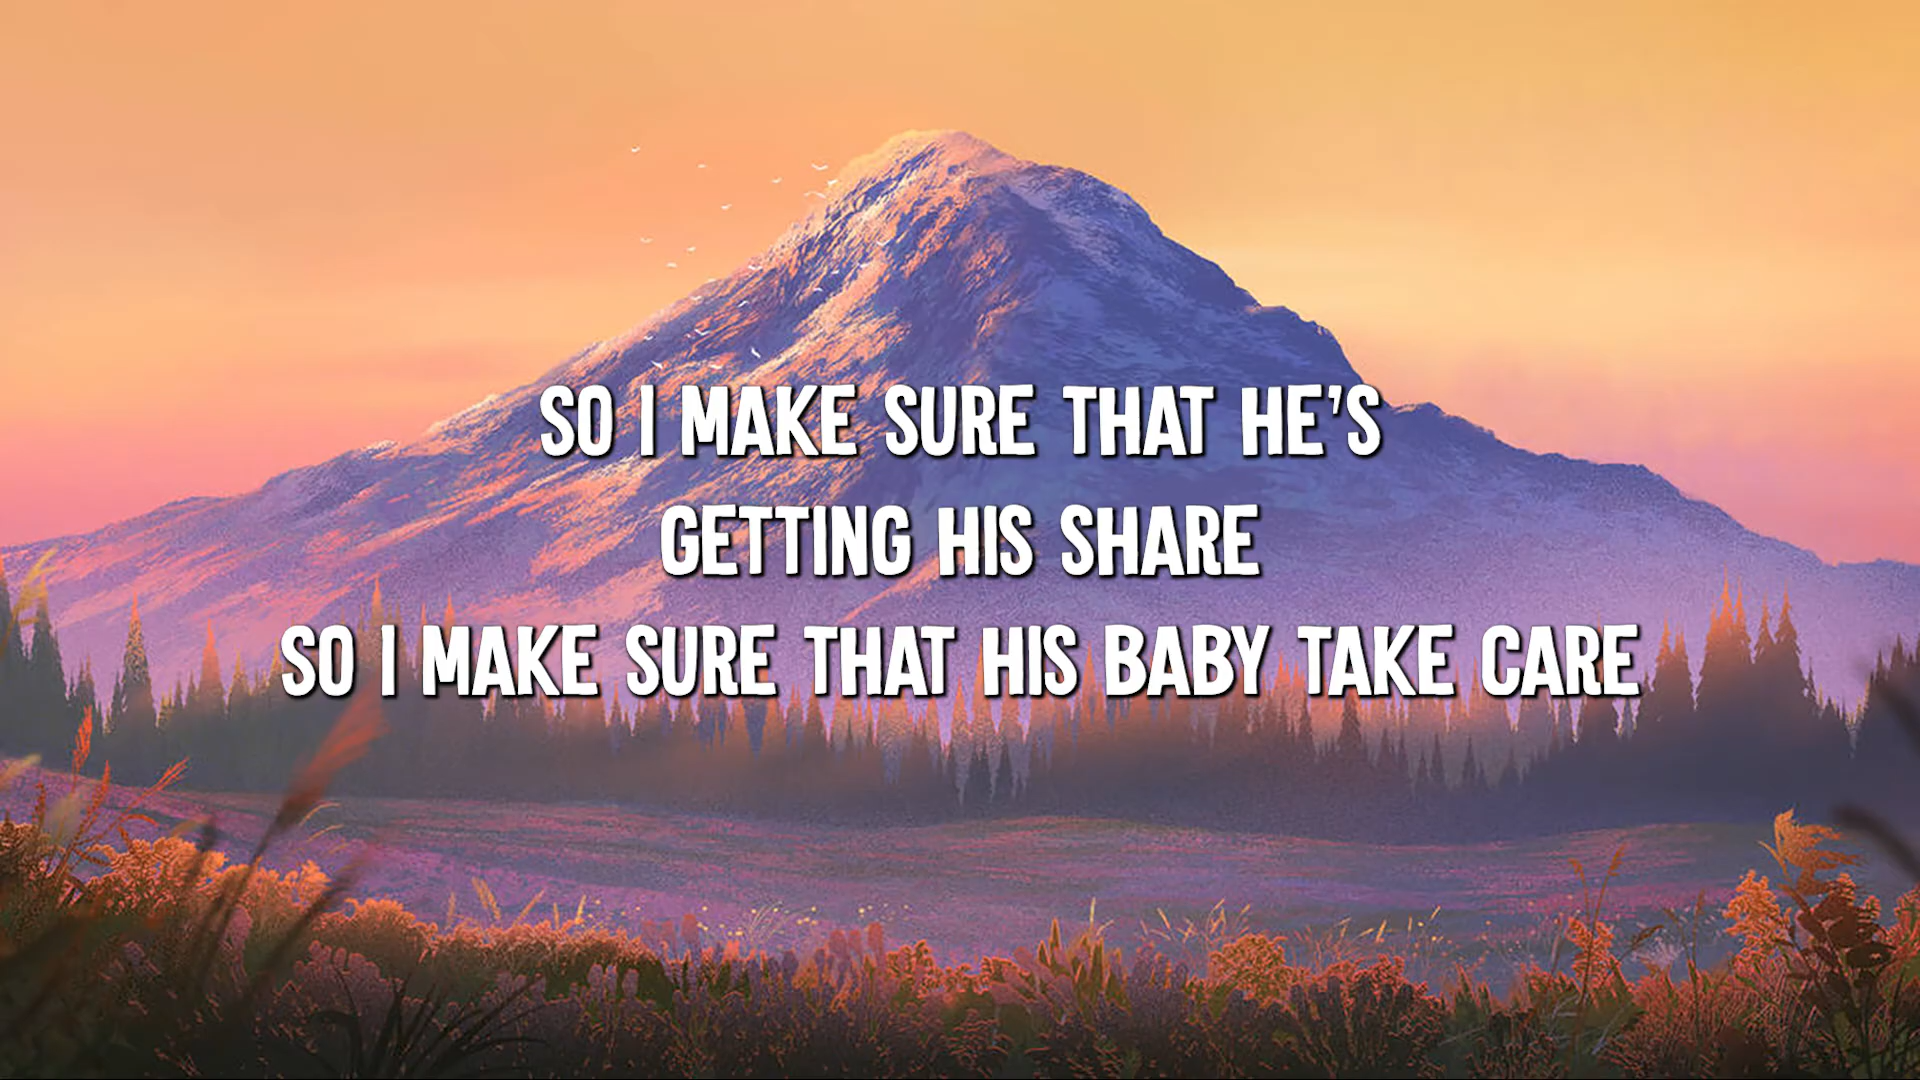 SO I MAKE SURE THAT HE'S
GETTING HIS SHARE
SO I MAKE SURE THAT HIS BABY TAKE CARE